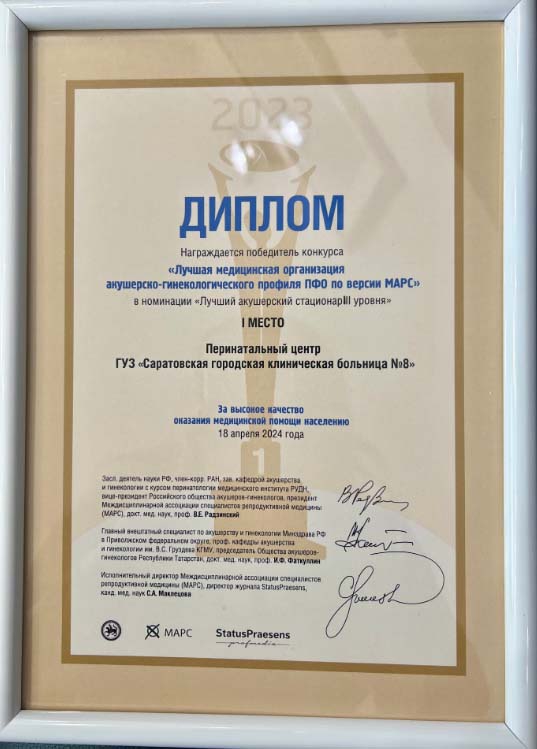 2023
ДИПЛОМ
Награждается победитель конкурса
«Лучшая медицинская организация
акушерско-гинекологического профиля ПФО по версии МАРС»
в номинации «Лучший акушерский стационарIII уровня»
I МЕСТО
Перинатальный центр
ГУЗ «Саратовская городская клиническая больница №8»
За высокое качество
оказания медицинской помощи населению
18 апреля 2024 года
1
Засл. деятель науки РФ, член-корр. РАН, зав. кафедрой акушерства
и гинекологии с курсом перинатологии медицинского института РУДН,
вице-президент Российского общества акушеров-гинекологов, президент
Междисциплинарной ассоциации специалистов репродуктивной медицины
(МАРС), докт. мед. наук, проф. В.Е. Радзинский
Главный внештатный специалист по акушерству и гинекологии Минздрава РФ
в Приволжском федеральном округе, проф. кафедры акушерства
и гинекологии им. В.С. Груздева КГМУ, председатель Общества акушеров-
гинекологов Республики Татарстан, докт. мед. наук, проф. И.Ф. Фаткуллин
Исполнительный директор Междисциплинарной ассоциации специалистов
репродуктивной медицины (МАРС), директор журнала StatusPraesens,
канд. мед. наук С.А. Маклецова
МАРС
StatusPraesens
profmedia